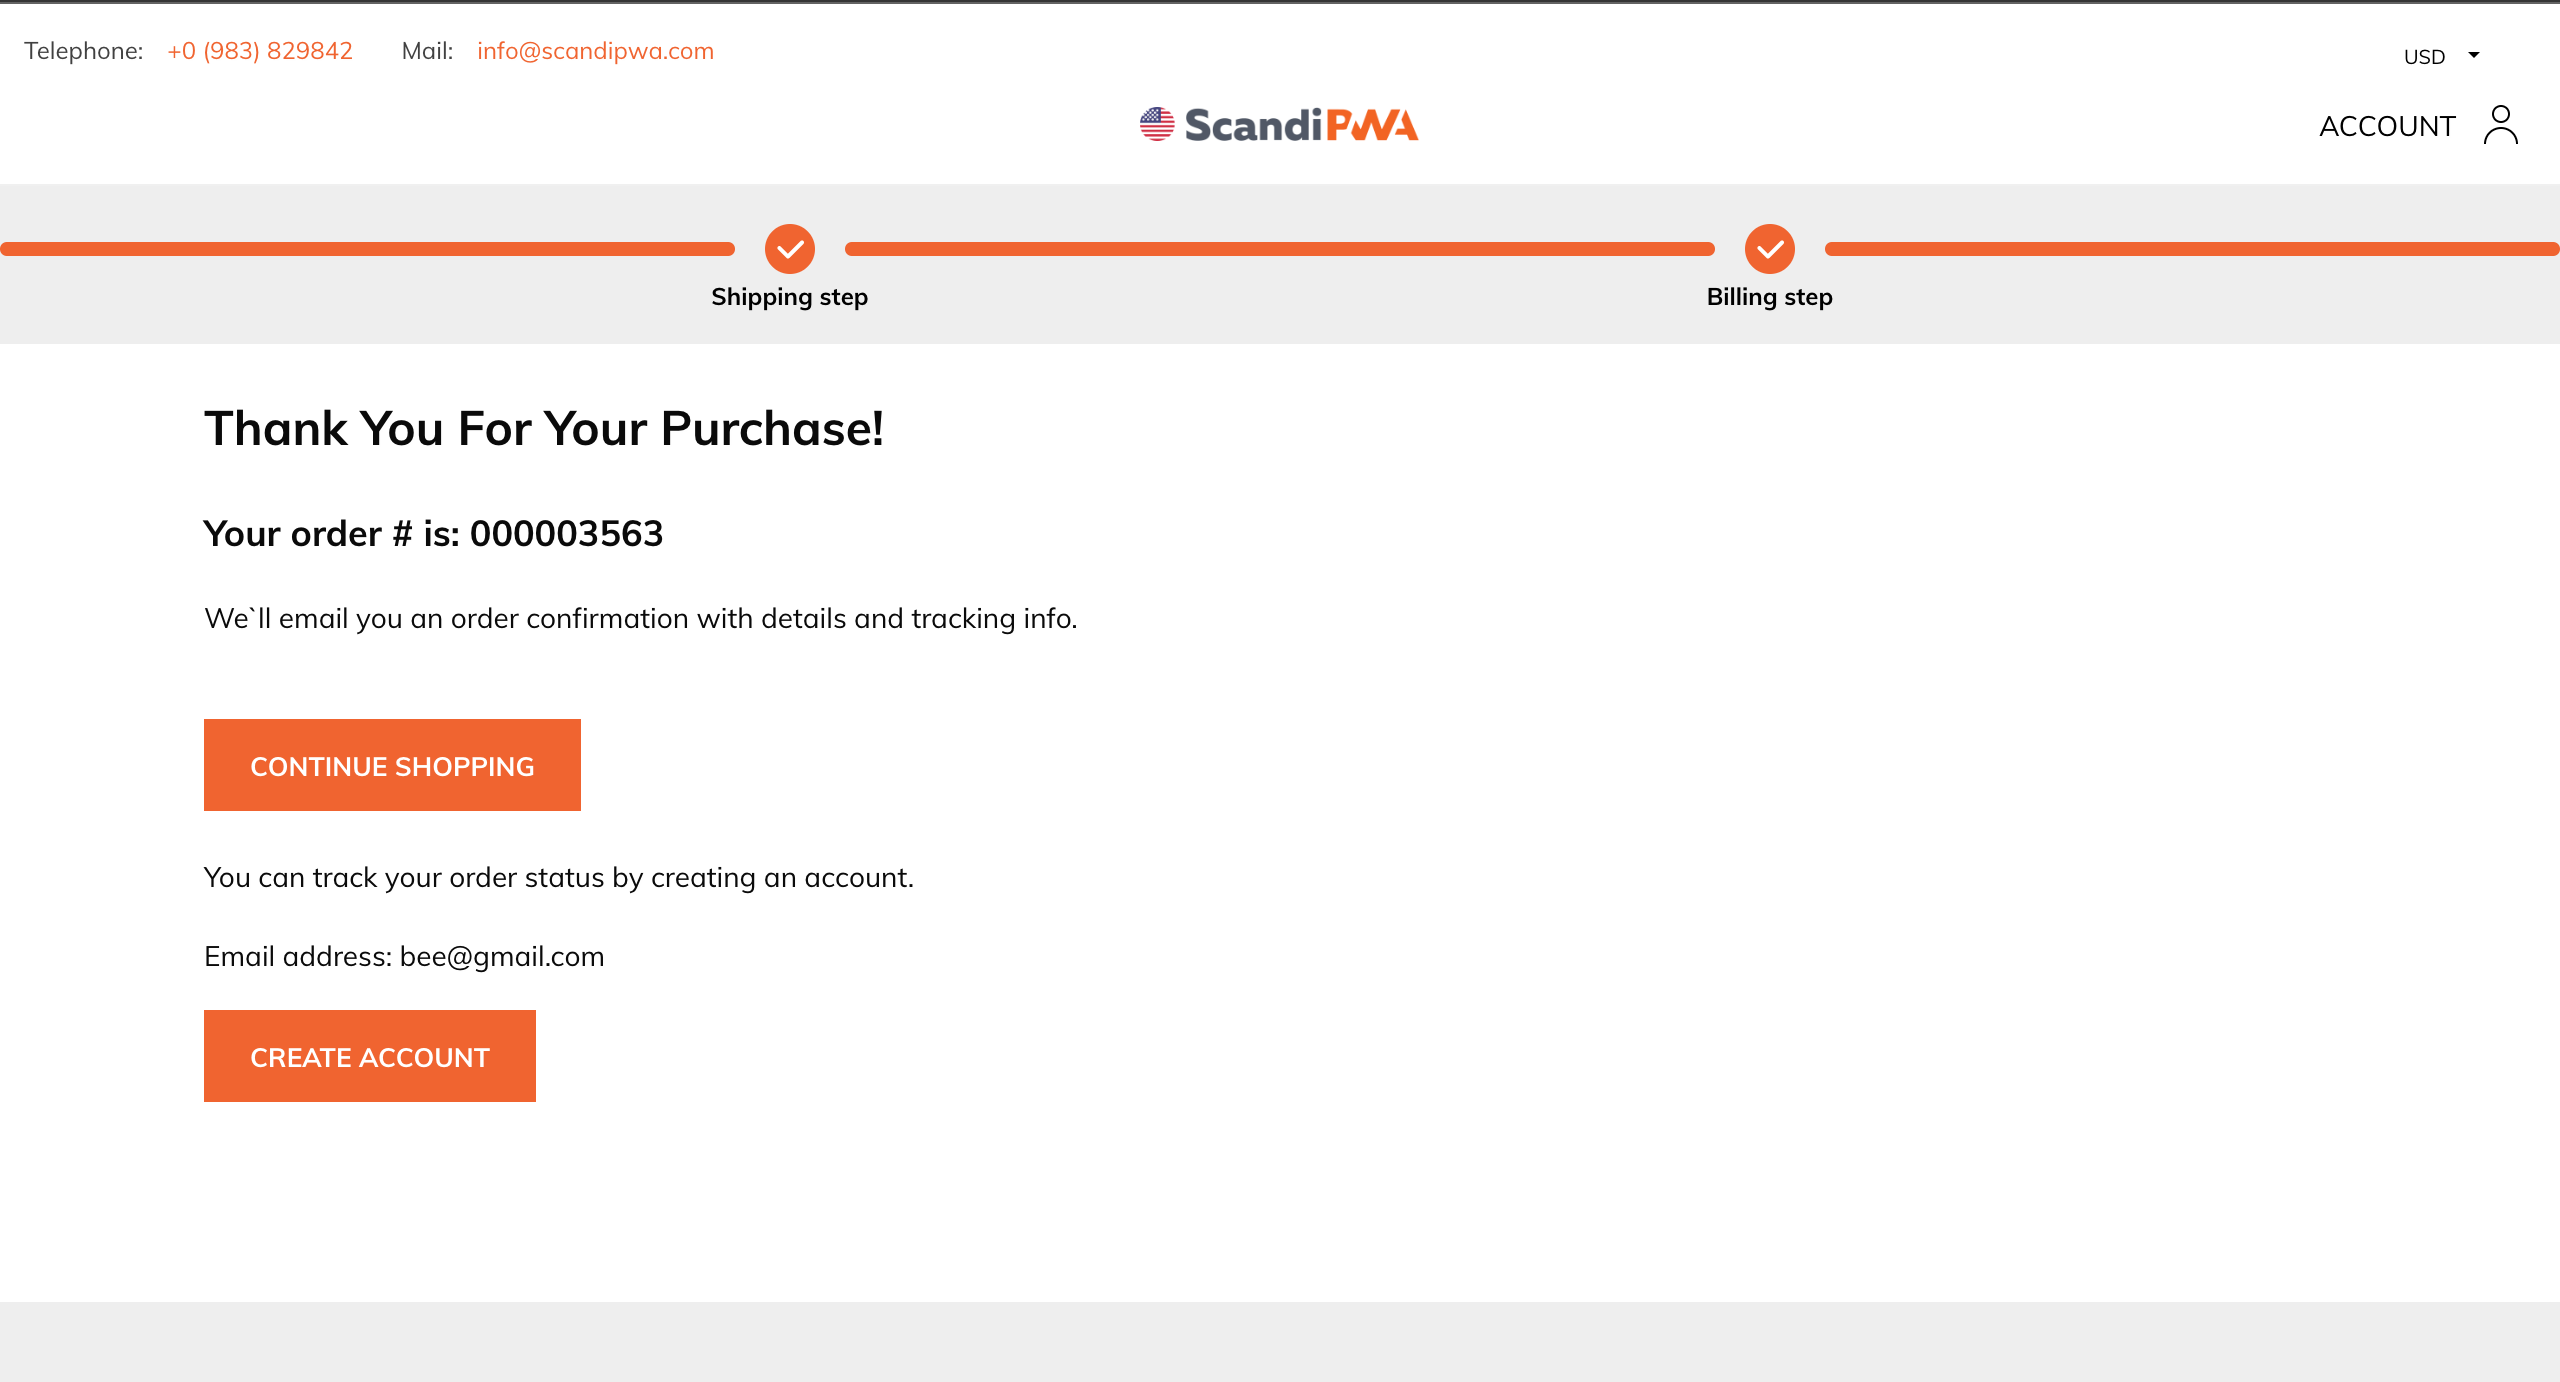 Telephone: +0 (983) 829842 Mail: info@scandipwa.com
USD
ScandiPWA
ACCOUNT
Shipping step
Billing step
Thank You For Your Purchase!
Your order # is: 000003563
We`ll email you an order confirmation with details and tracking info.
CONTINUE SHOPPING
You can track your order status by creating an account.
Email address: bee@gmail.com
CREATE ACCOUNT